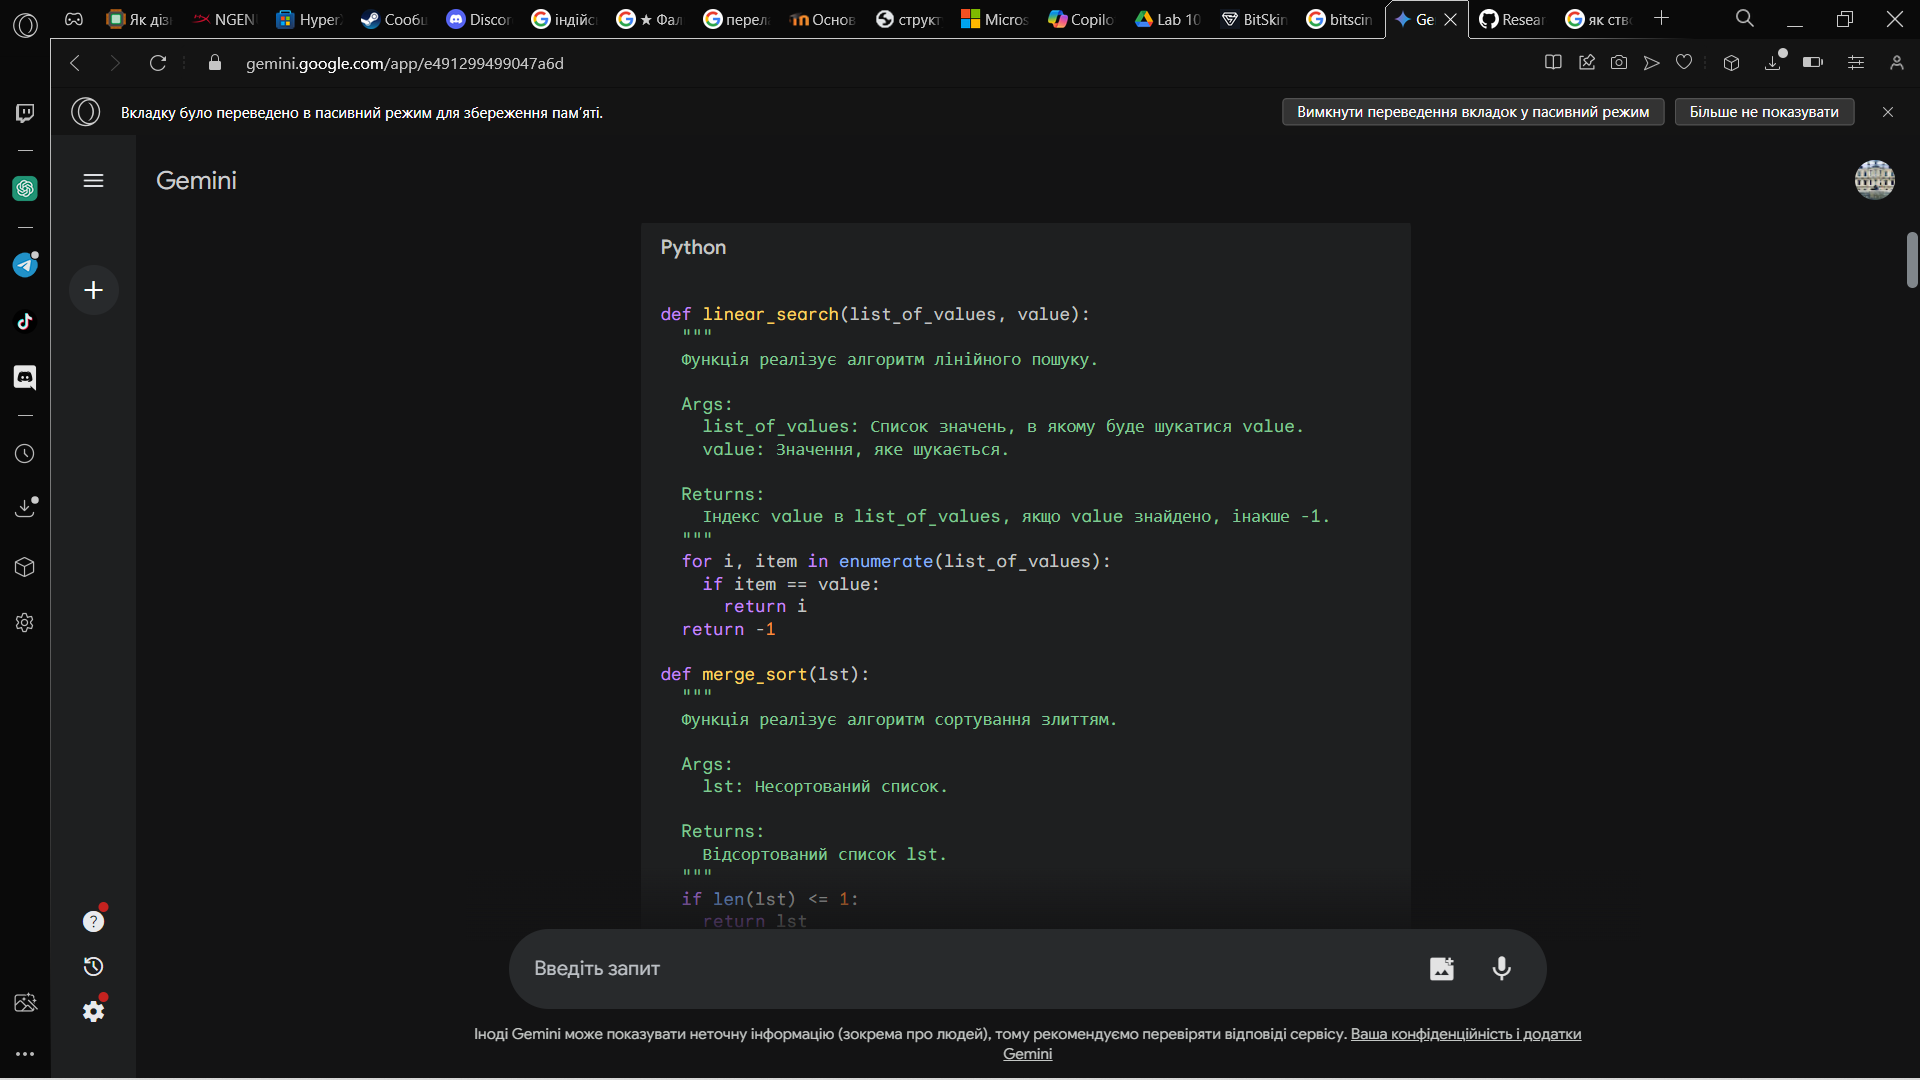 Як дізі
NGEN
Hyper
Сообщ
Discor
індійсь
★ Фал
перел
Основ
структ
Micros
Copilo
Lab 10
BitSkin
bitscin
Ge
Resear
як ство
gemini.google.com/app/e491299499047a6d
Вкладку було переведено в пасивний режим для збереження пам’яті.
Вимкнути переведення вкладок у пасивний режим
Більше не показувати
Gemini
Python
def linear_search(list_of_values, value):
"""
Функція реалізує алгоритм лінійного пошуку.
Args:
list_of_values: Список значень, в якому буде шукатися value.
value: Значення, яке шукається.
Returns:
Індекс value в list_of_values, якщо value знайдено, інакше -1.
"""
for i, item in enumerate(list_of_values):
if item == value:
return i
return -1
def merge_sort(lst):
"""
Функція реалізує алгоритм сортування злиттям.
Args:
lst: Несортований список.
Returns:
Відсортований список lst.
"""
if len(lst) <= 1:
return lst
Введіть запит
Іноді Gemini може показувати неточну інформацію (зокрема про людей), тому рекомендуємо перевіряти відповіді сервісу. Ваша конфіденційність і додатки
Gemini